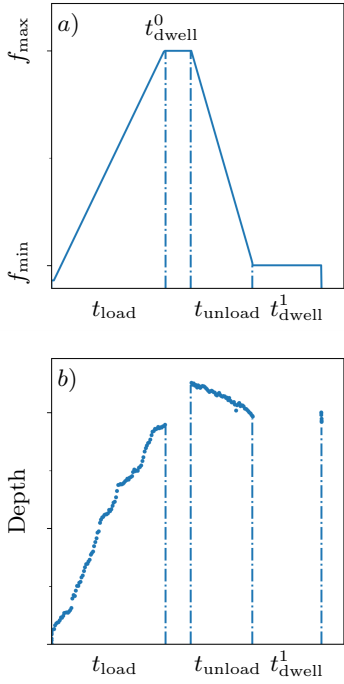 a)
t⁰dwell
fmax
fmin
tload tunload t¹dwell
b)
Depth
tload tunload t¹dwell